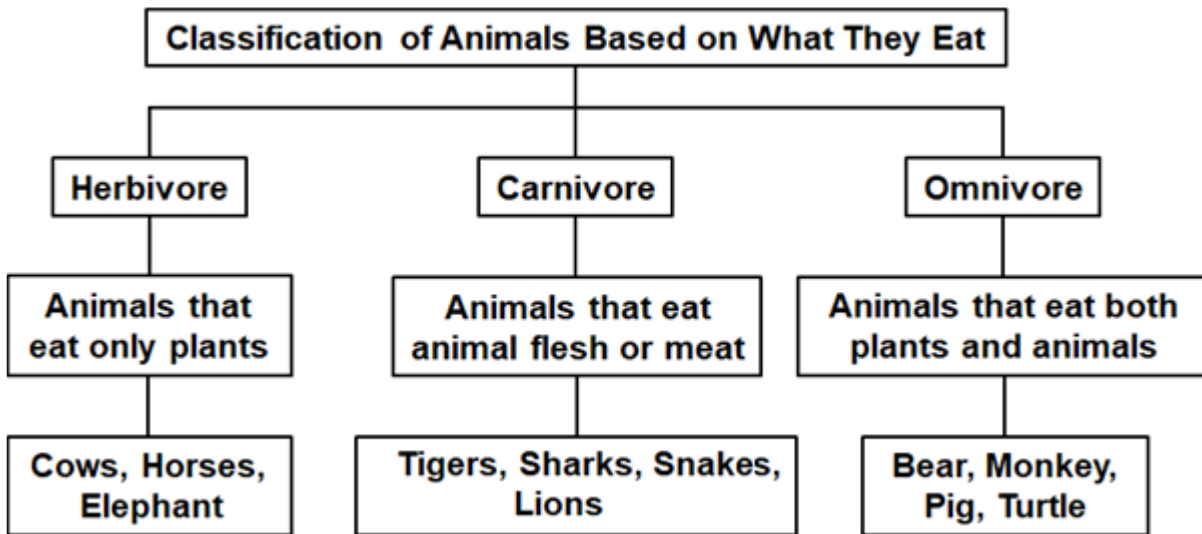 Classification of Animals Based on What They Eat
Herbivore
Carnivore
Omnivore
Animals that
eat only plants
Animals that eat
animal flesh or meat
Animals that eat both
plants and animals
Cows, Horses,
Elephant
Tigers, Sharks, Snakes,
Lions
Bear, Monkey,
Pig, Turtle